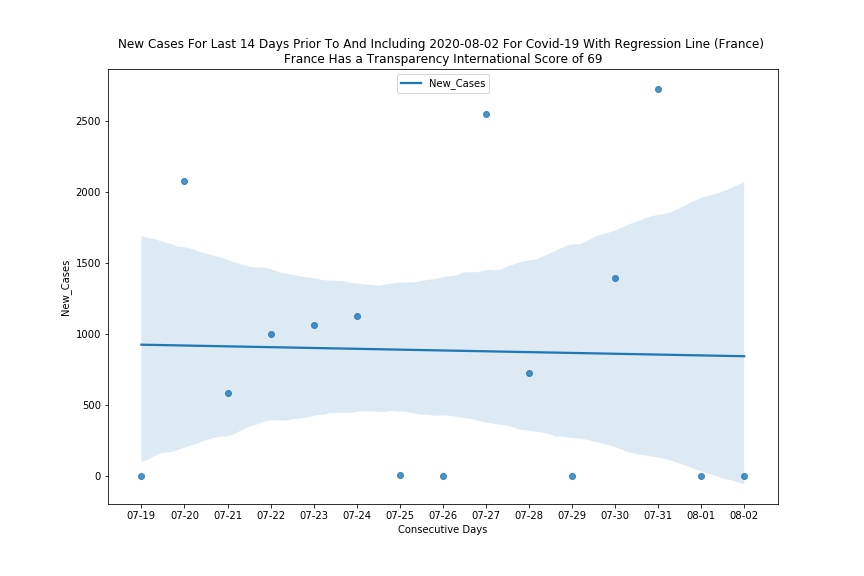 New Cases For Last 14 Days Prior To And Including 2020-08-02 For Covid-19 With Regression Line (France)
France Has a Transparency International Score of 69
New_Cases
2500
2000
1500
1000
500
0
New_Cases
07-19 07-20 07-21 07-22 07-23 07-24 07-25 07-26 07-27 07-28 07-29 07-30 07-31 08-01 08-02
Consecutive Days